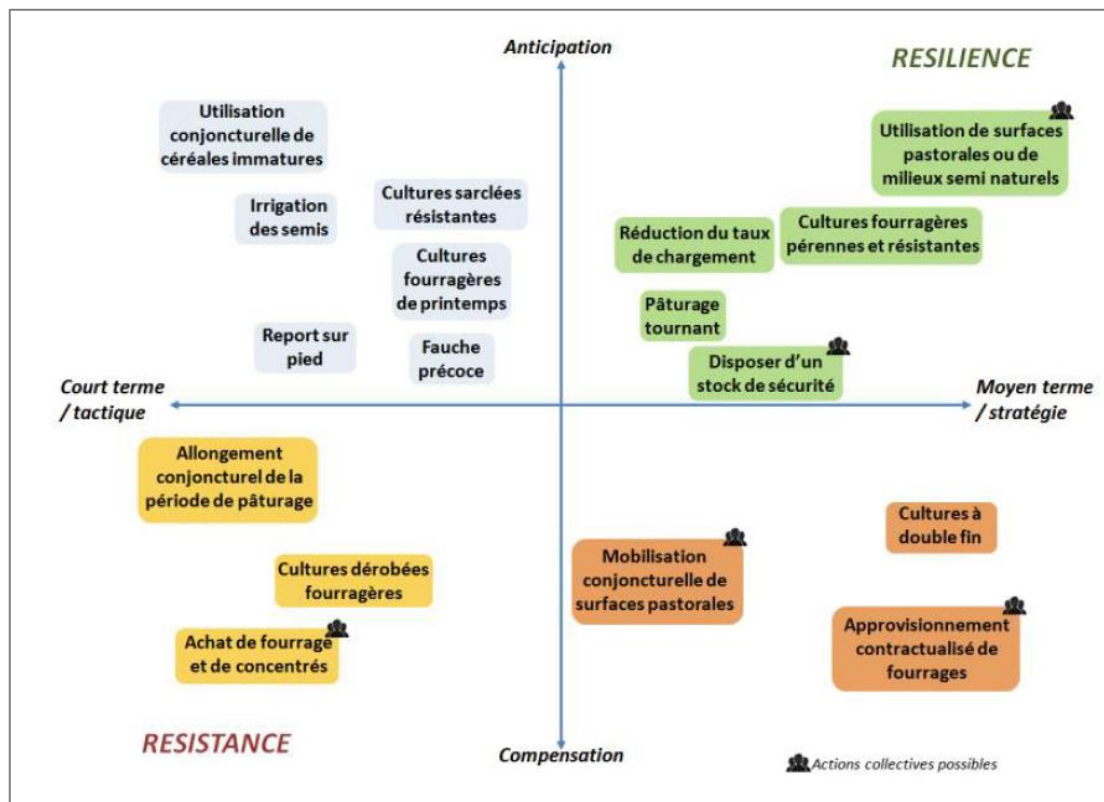 Anticipation
RESILIENCE
Utilisation
conjoncturelle de
céréales immatures
Utilisation de surfaces
pastorales ou de
milieux semi naturels
Irrigation
des semis
Cultures sarclées
résistantes
Réduction du taux
de chargement
Cultures fourragères
pérennes et résistantes
Cultures
fourragères
de printemps
Pâturage
tournant
Report sur
pied
Fauche
précoce
Disposer d'un
stock de sécurité
Court terme
/ tactique
Moyen terme
/ stratégie
Allongement
conjoncturel de la
période de pâturage
Cultures à
double fin
Mobilisation
conjoncturelle de
surfaces pastorales
Cultures dérobées
fourragères
Achat de fourrage
et de concentrés
Approvisionnement
contractualisé de
fourrages
RESISTANCE
Compensation
Actions collectives possibles